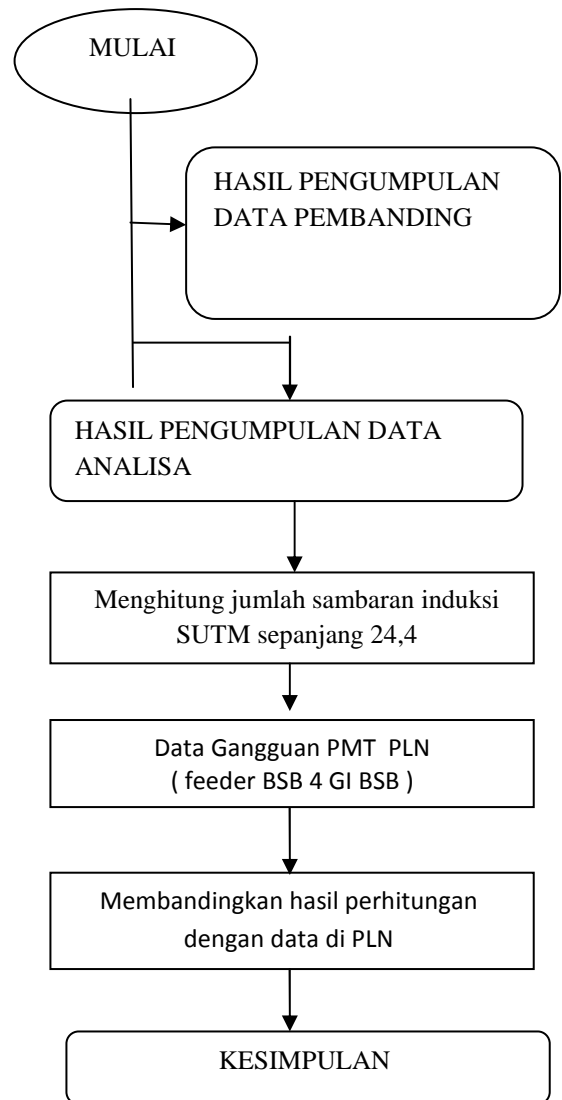 MULAI
HASIL PENGUMPULAN
DATA PEMBANDING
HASIL PENGUMPULAN DATA
ANALISA
Menghitung jumlah sambaran induksi
SUTM sepanjang 24,4
Data Gangguan PMT PLN
( feeder BSB 4 GI BSB )
Membandingkan hasil perhitungan
dengan data di PLN
KESIMPULAN